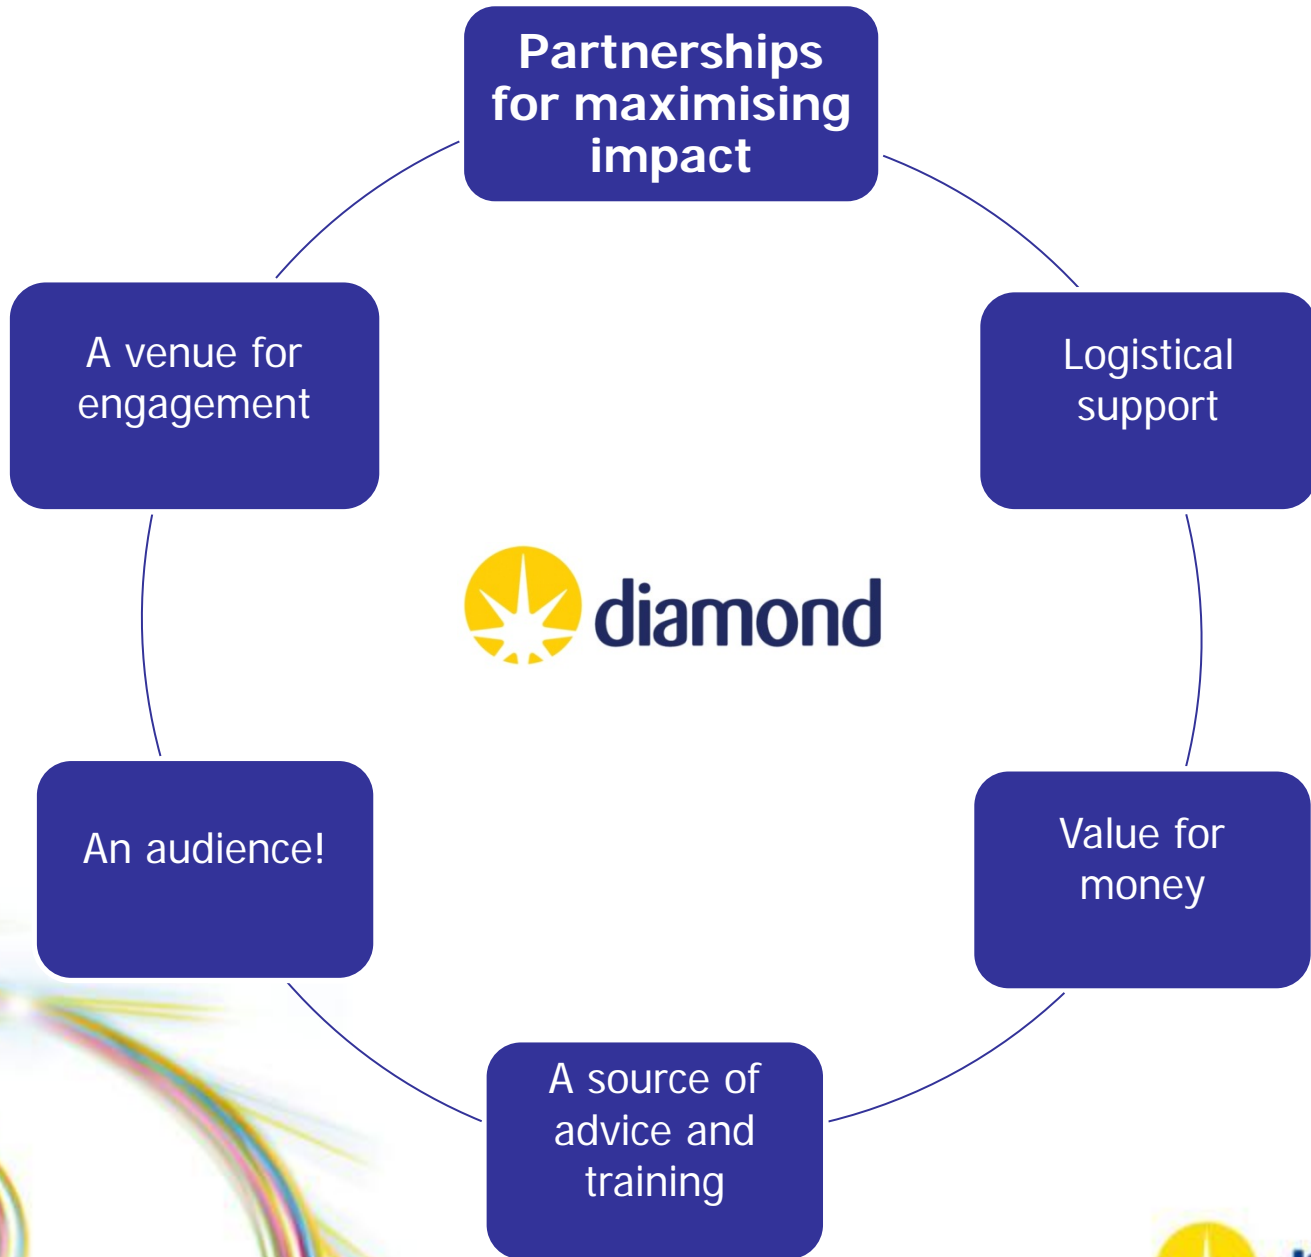 Partnerships
for maximising
impact
A venue for
engagement
Logistical
support
diamond
An audience!
Value for
money
A source of
advice and
training